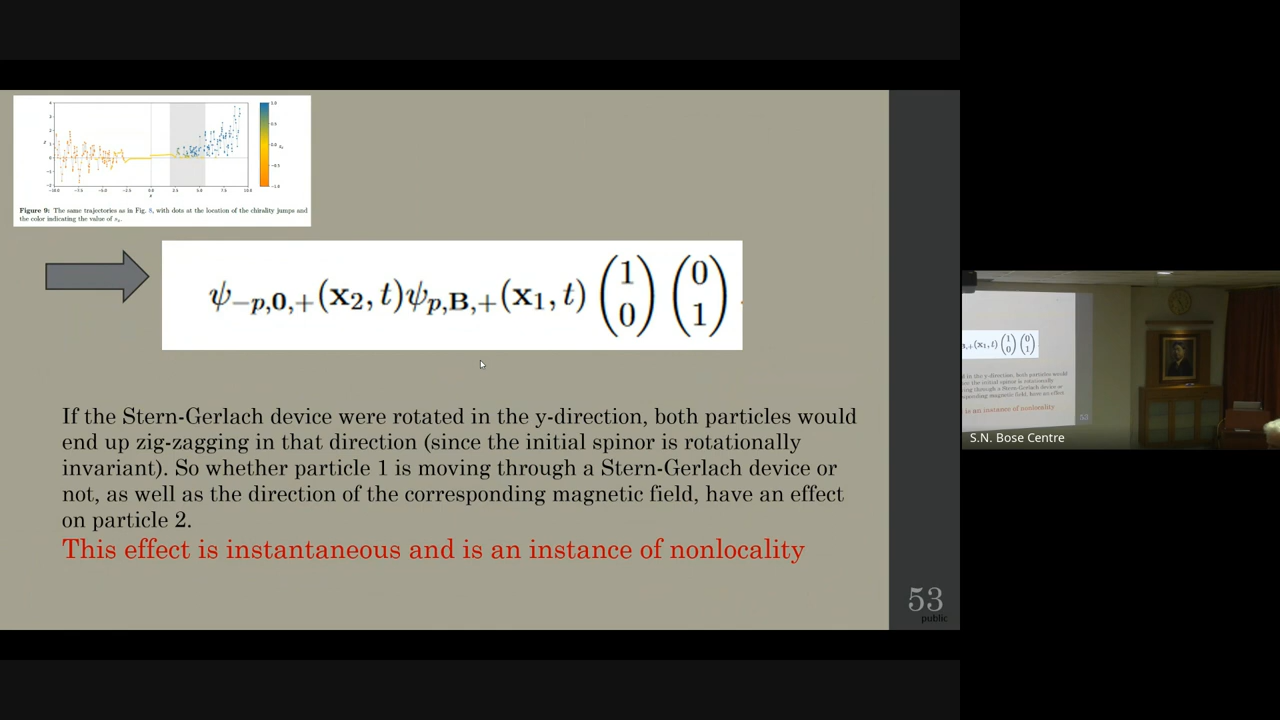 Figure 9: The same trajectories as in Fig. 8, with dots at the location of the chirality jumps and
the color indicating the value of sₓ.
ψ₋ₚ,₀,₊(x₂, t)ψₚ,B,₊(x₁, t) (1 0) (0 1)
If the Stern-Gerlach device were rotated in the y-direction, both particles would
end up zig-zagging in that direction (since the initial spinor is rotationally
invariant). So whether particle 1 is moving through a Stern-Gerlach device or
not, as well as the direction of the corresponding magnetic field, have an effect
on particle 2.
This effect is instantaneous and is an instance of nonlocality
53
public
S.N. Bose Centre